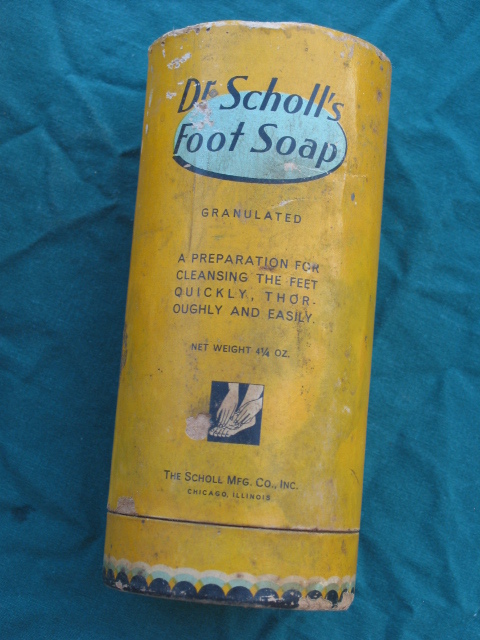 Dr Scholl's
Foot Soap
GRANULATED
A PREPARATION FOR
CLEANSING THE FEET
QUICKLY, THOR-
OUGHLY AND EASILY.
NET WEIGHT 4¼ OZ.
THE SCHOLL MFG. CO., INC.
CHICAGO, ILLINOIS